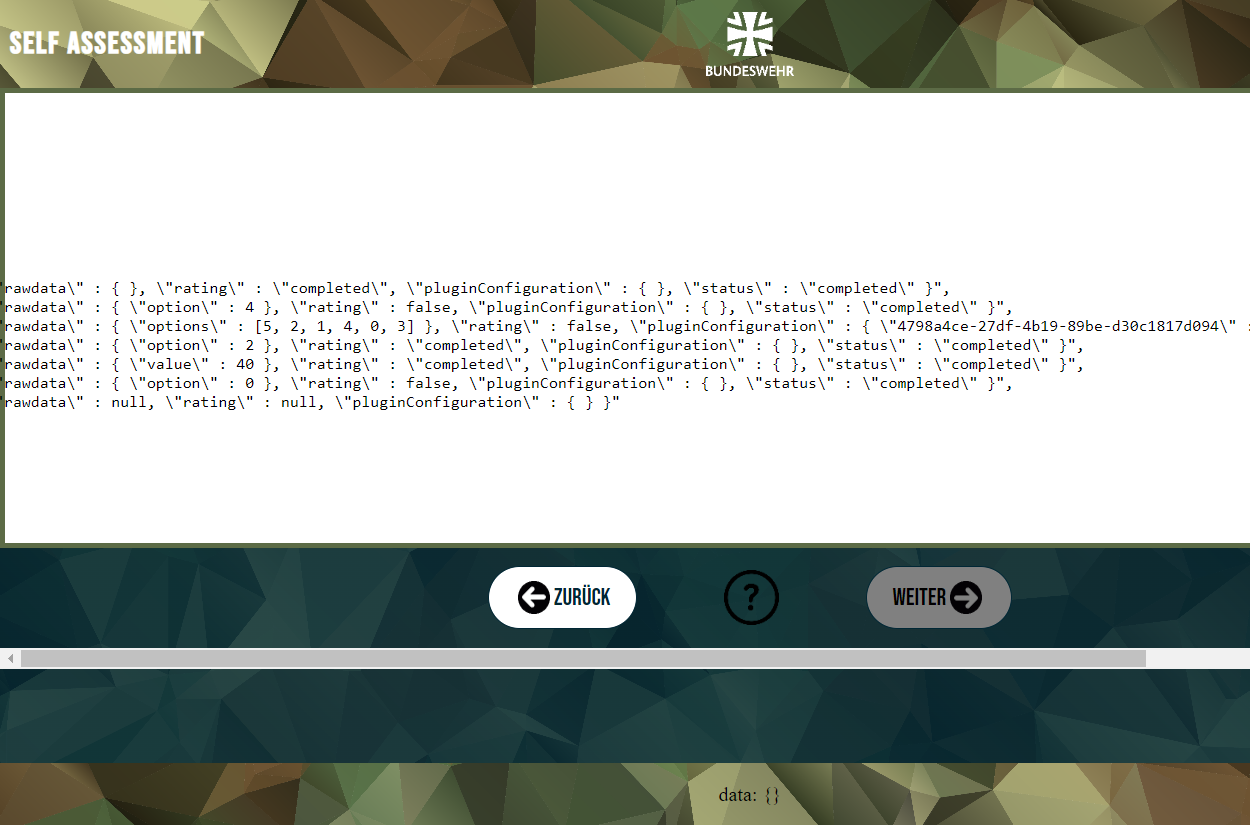 SELF ASSESSMENT
BUNDESWEHR
"rawdata\" : { }, \"rating\" : \"completed\", \"pluginConfiguration\" : { }, \"status\" : \"completed\" }",
"rawdata\" : { \"option\" : 4 }, \"rating\" : false, \"pluginConfiguration\" : { }, \"status\" : \"completed\" }",
"rawdata\" : { \"options\" : [5, 2, 1, 4, 0, 3] }, \"rating\" : false, \"pluginConfiguration\" : { \"4798a4ce-27df-4b19-89be-d30c1817d094\" :
"rawdata\" : { \"option\" : 2 }, \"rating\" : \"completed\", \"pluginConfiguration\" : { }, \"status\" : \"completed\" }",
"rawdata\" : { \"value\" : 40 }, \"rating\" : \"completed\", \"pluginConfiguration\" : { }, \"status\" : \"completed\" }",
"rawdata\" : { \"option\" : 0 }, \"rating\" : false, \"pluginConfiguration\" : { }, \"status\" : \"completed\" }",
"rawdata\" : null, \"rating\" : null, \"pluginConfiguration\" : { } }"
ZURÜCK ? WEITER
data: {}